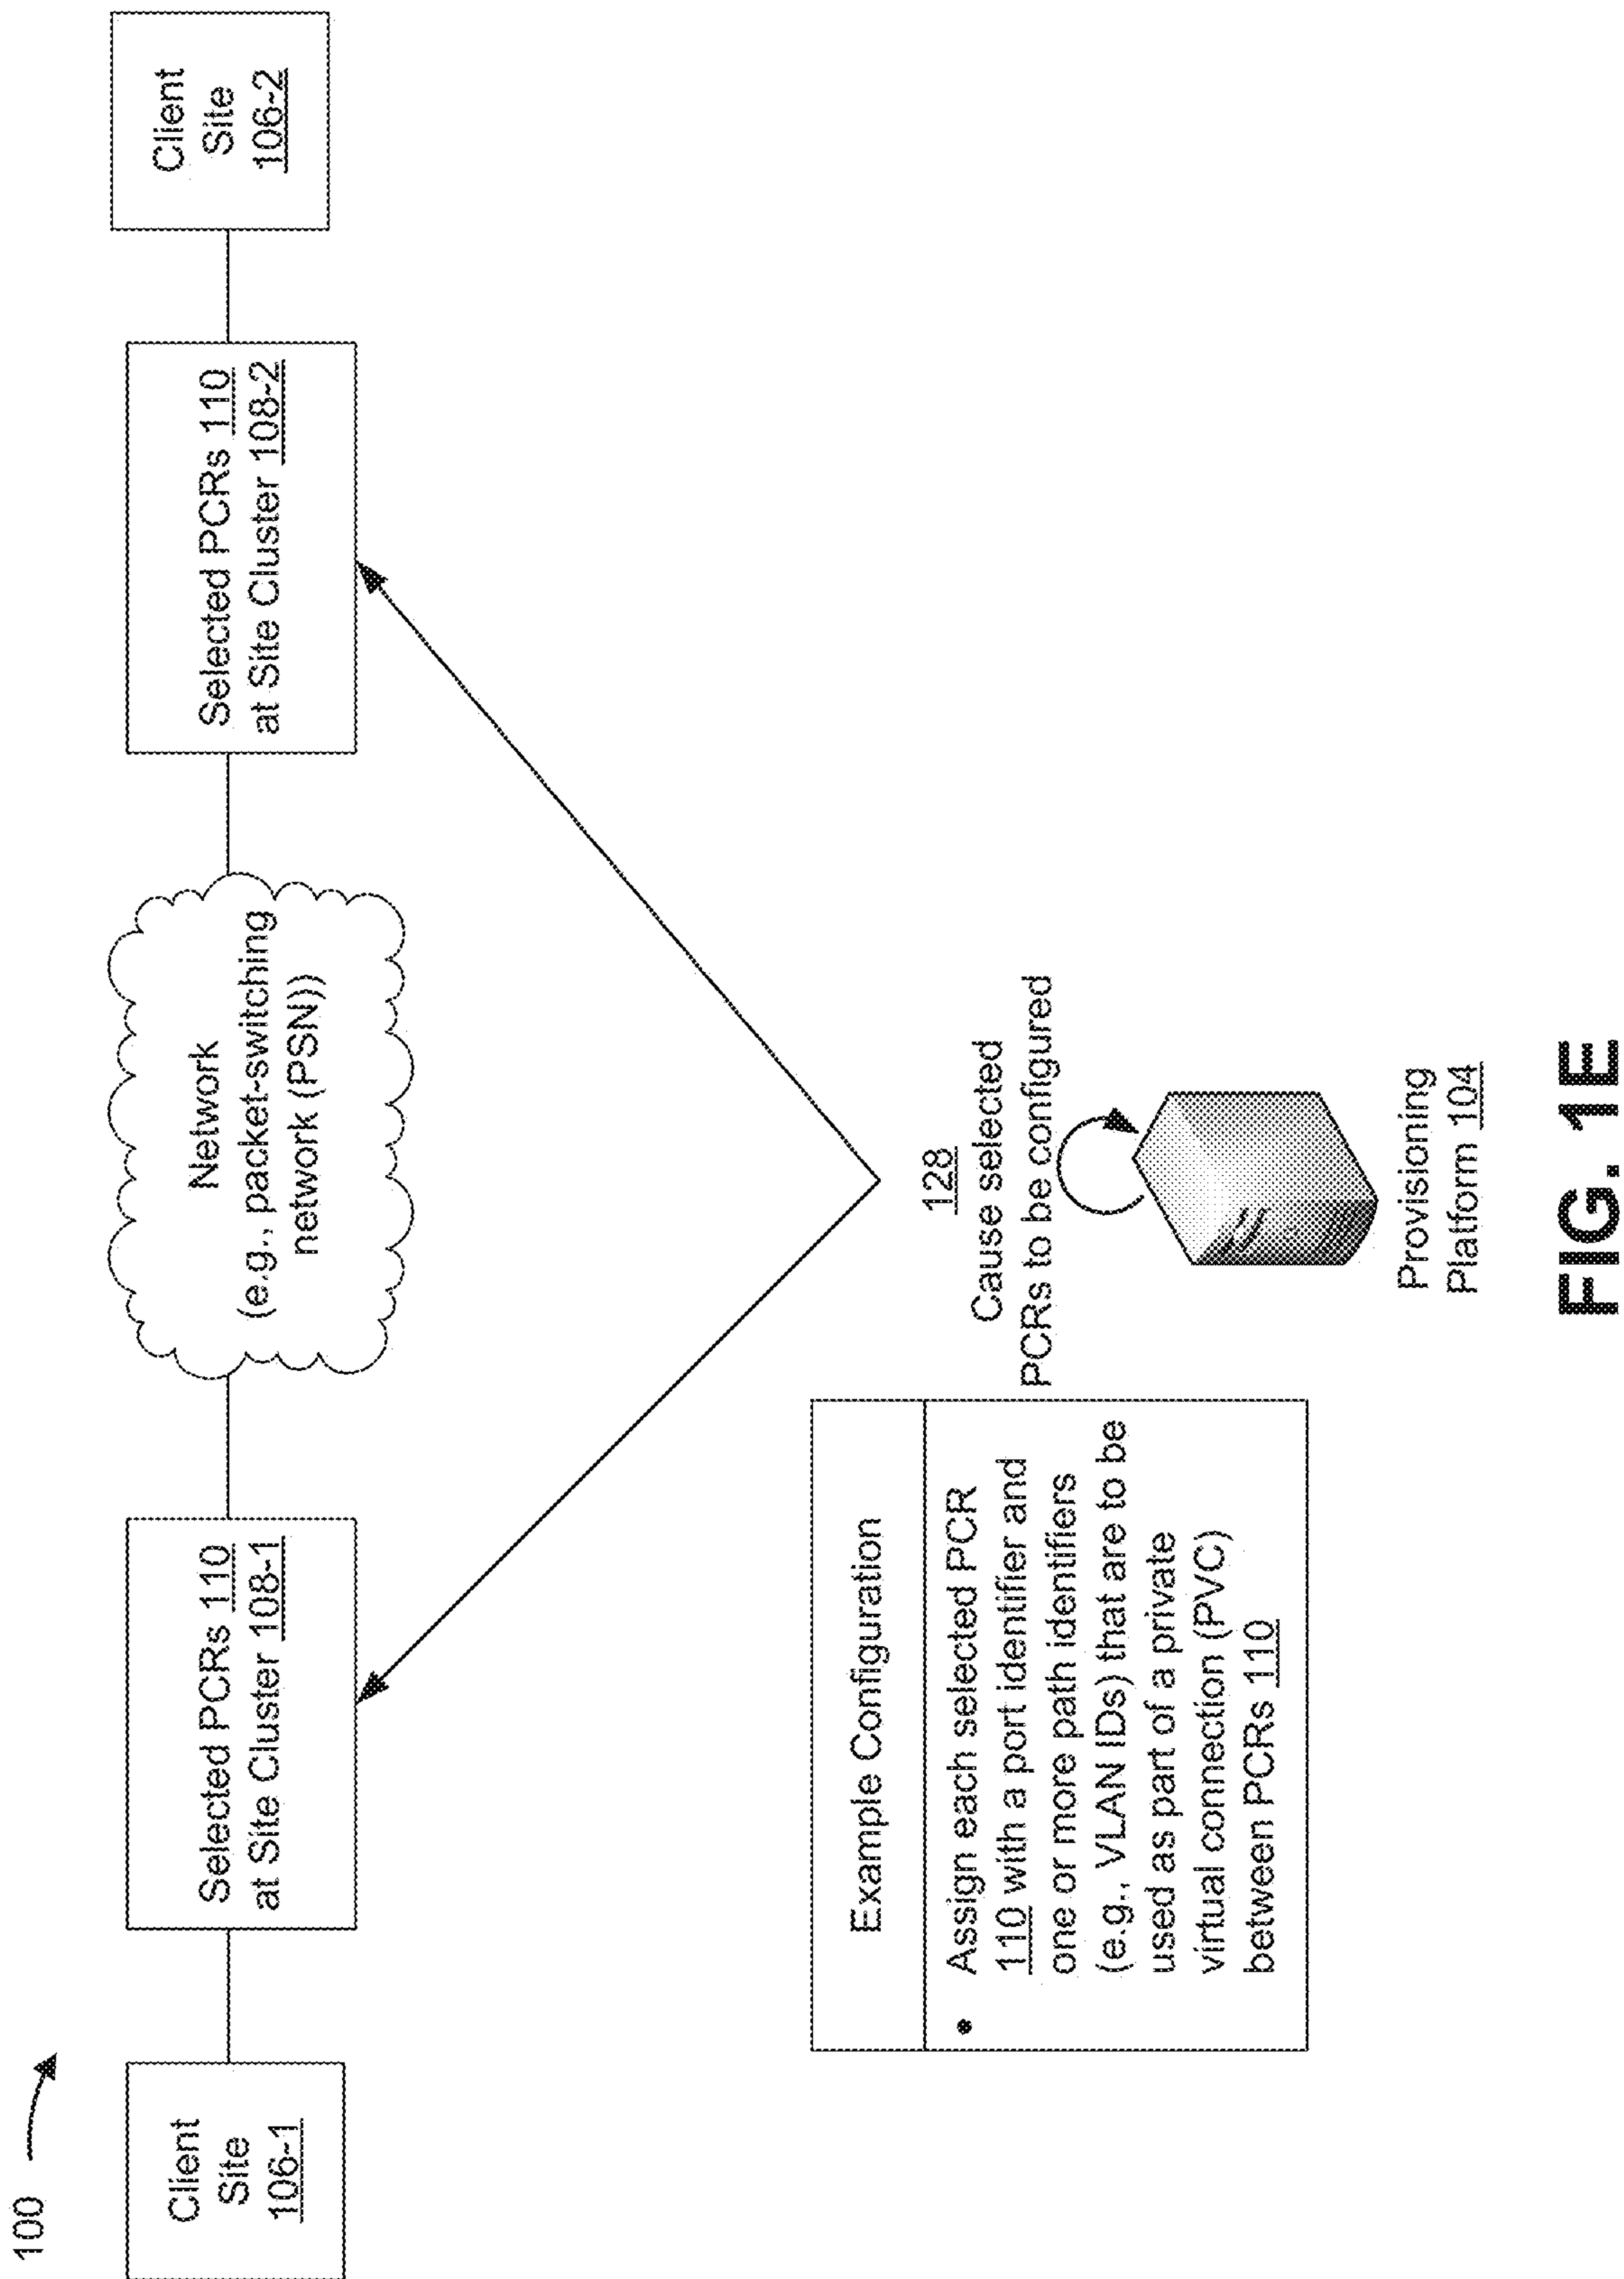 100
Client
Site
106-1
Selected PCRs 110
at Site Cluster 108-1
Network
(e.g., packet-switching
network (PSN))
Selected PCRs 110
at Site Cluster 108-2
Client
Site
106-2
Example Configuration
• Assign each selected PCR
110 with a port identifier and
one or more path identifiers
(e.g., VLAN IDs) that are to be
used as part of a private
virtual connection (PVC)
between PCRs 110
128
Cause selected
PCRs to be configured
Provisioning
Platform 104
FIG. 1E